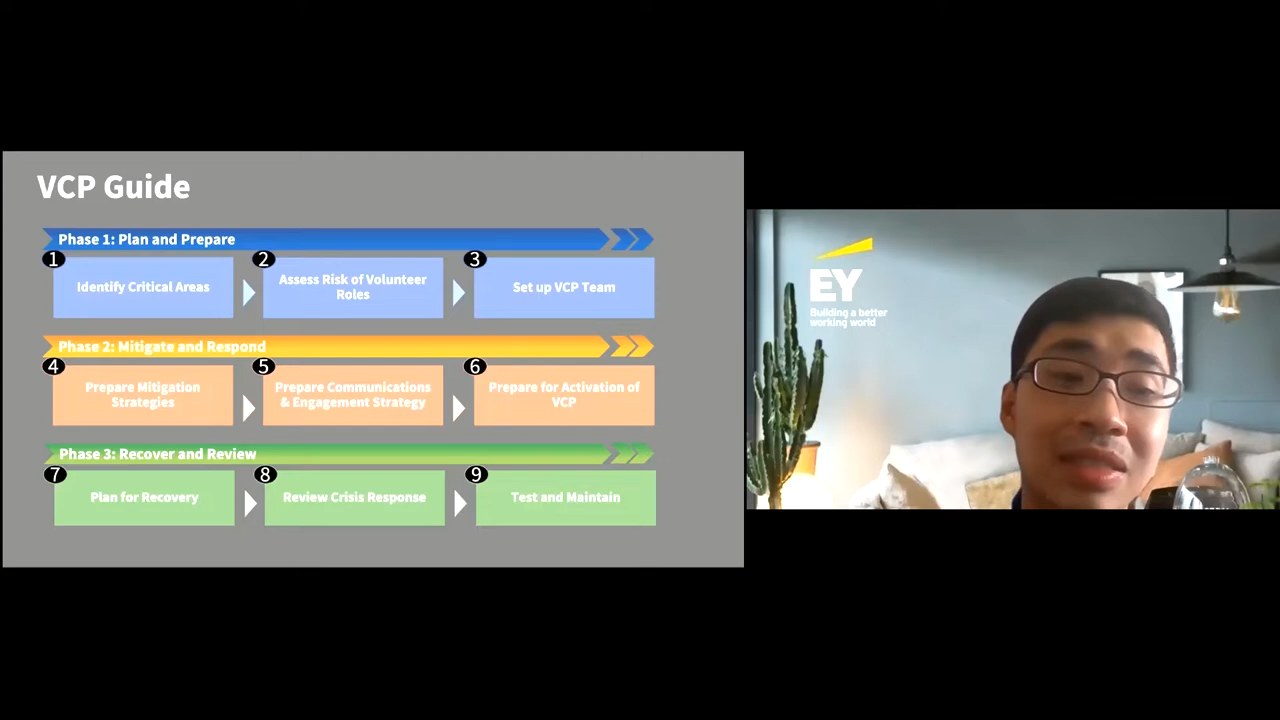 VCP Guide
Phase 1: Plan and Prepare
1
Identify Critical Areas
2
Assess Risk of Volunteer
Roles
3
Set up VCP Team
Phase 2: Mitigate and Respond
4
Prepare Mitigation
Strategies
5
Prepare Communications
& Engagement Strategy
6
Prepare for Activation of
VCP
Phase 3: Recover and Review
7
Plan for Recovery
8
Review Crisis Response
9
Test and Maintain
EY
Building a better
working world